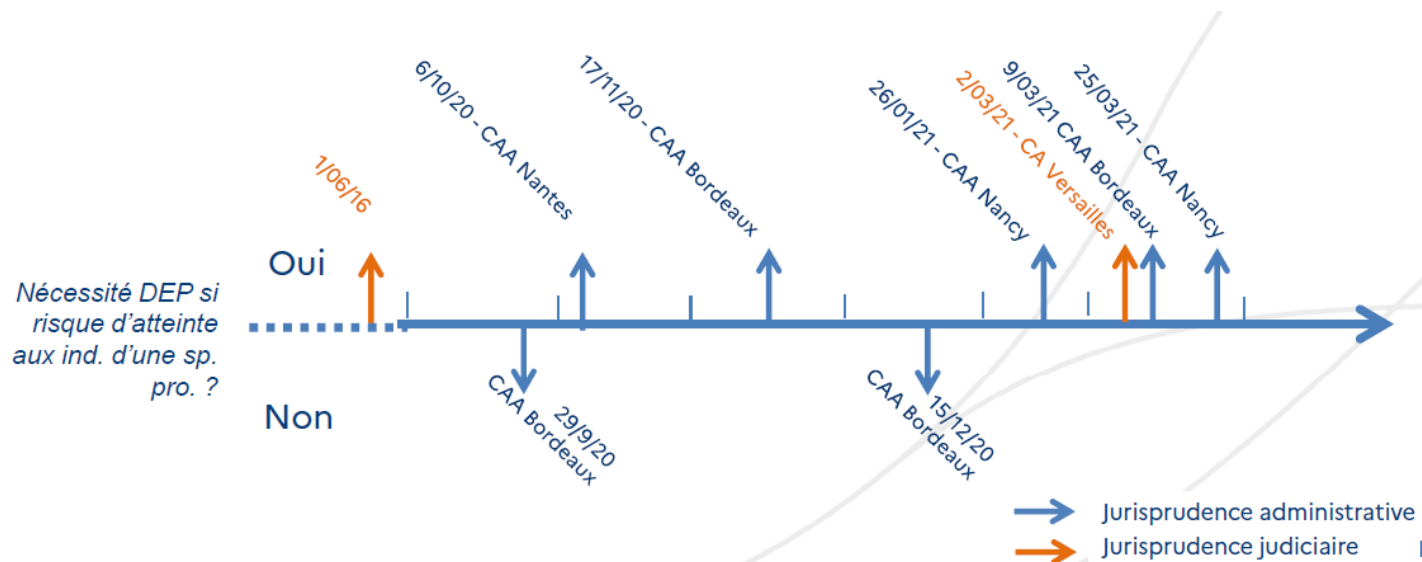 1/06/16
6/10/20 - CAA Nantes
17/11/20 - CAA Bordeaux
26/01/21 - CAA Nancy
2/03/21 - CA Versailles
9/03/21 CAA Bordeaux
25/03/21 - CAA Nancy
Oui
Nécessité DEP si
risque d'atteinte
aux ind. d'une sp.
pro. ?
Non
29/9/20
CAA Bordeaux
15/12/20
CAA Bordeaux
Jurisprudence administrative
Jurisprudence judiciaire